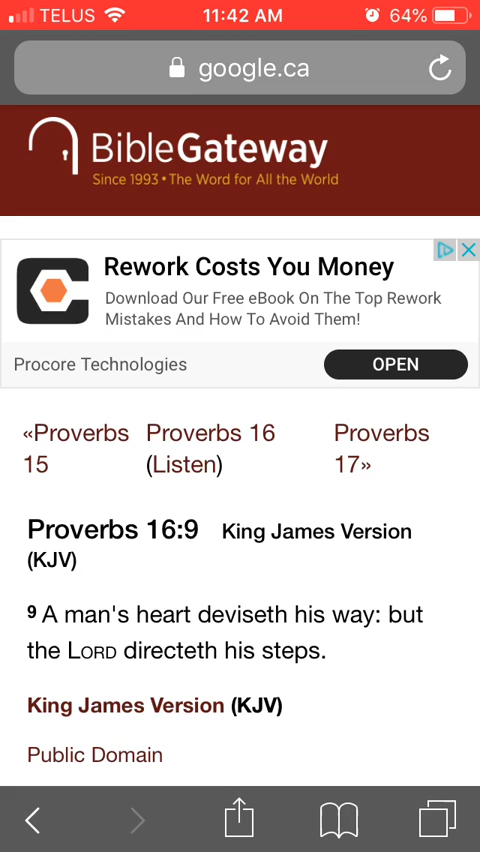 TELUS 11:42 AM 64%
google.ca
BibleGateway
Since 1993 • The Word for All the World
Rework Costs You Money
Download Our Free eBook On The Top Rework
Mistakes And How To Avoid Them!
Procore Technologies OPEN
«Proverbs 15 Proverbs 16 (Listen) Proverbs 17»
Proverbs 16:9 King James Version
(KJV)
9 A man's heart deviseth his way: but
the LORD directeth his steps.
King James Version (KJV)
Public Domain